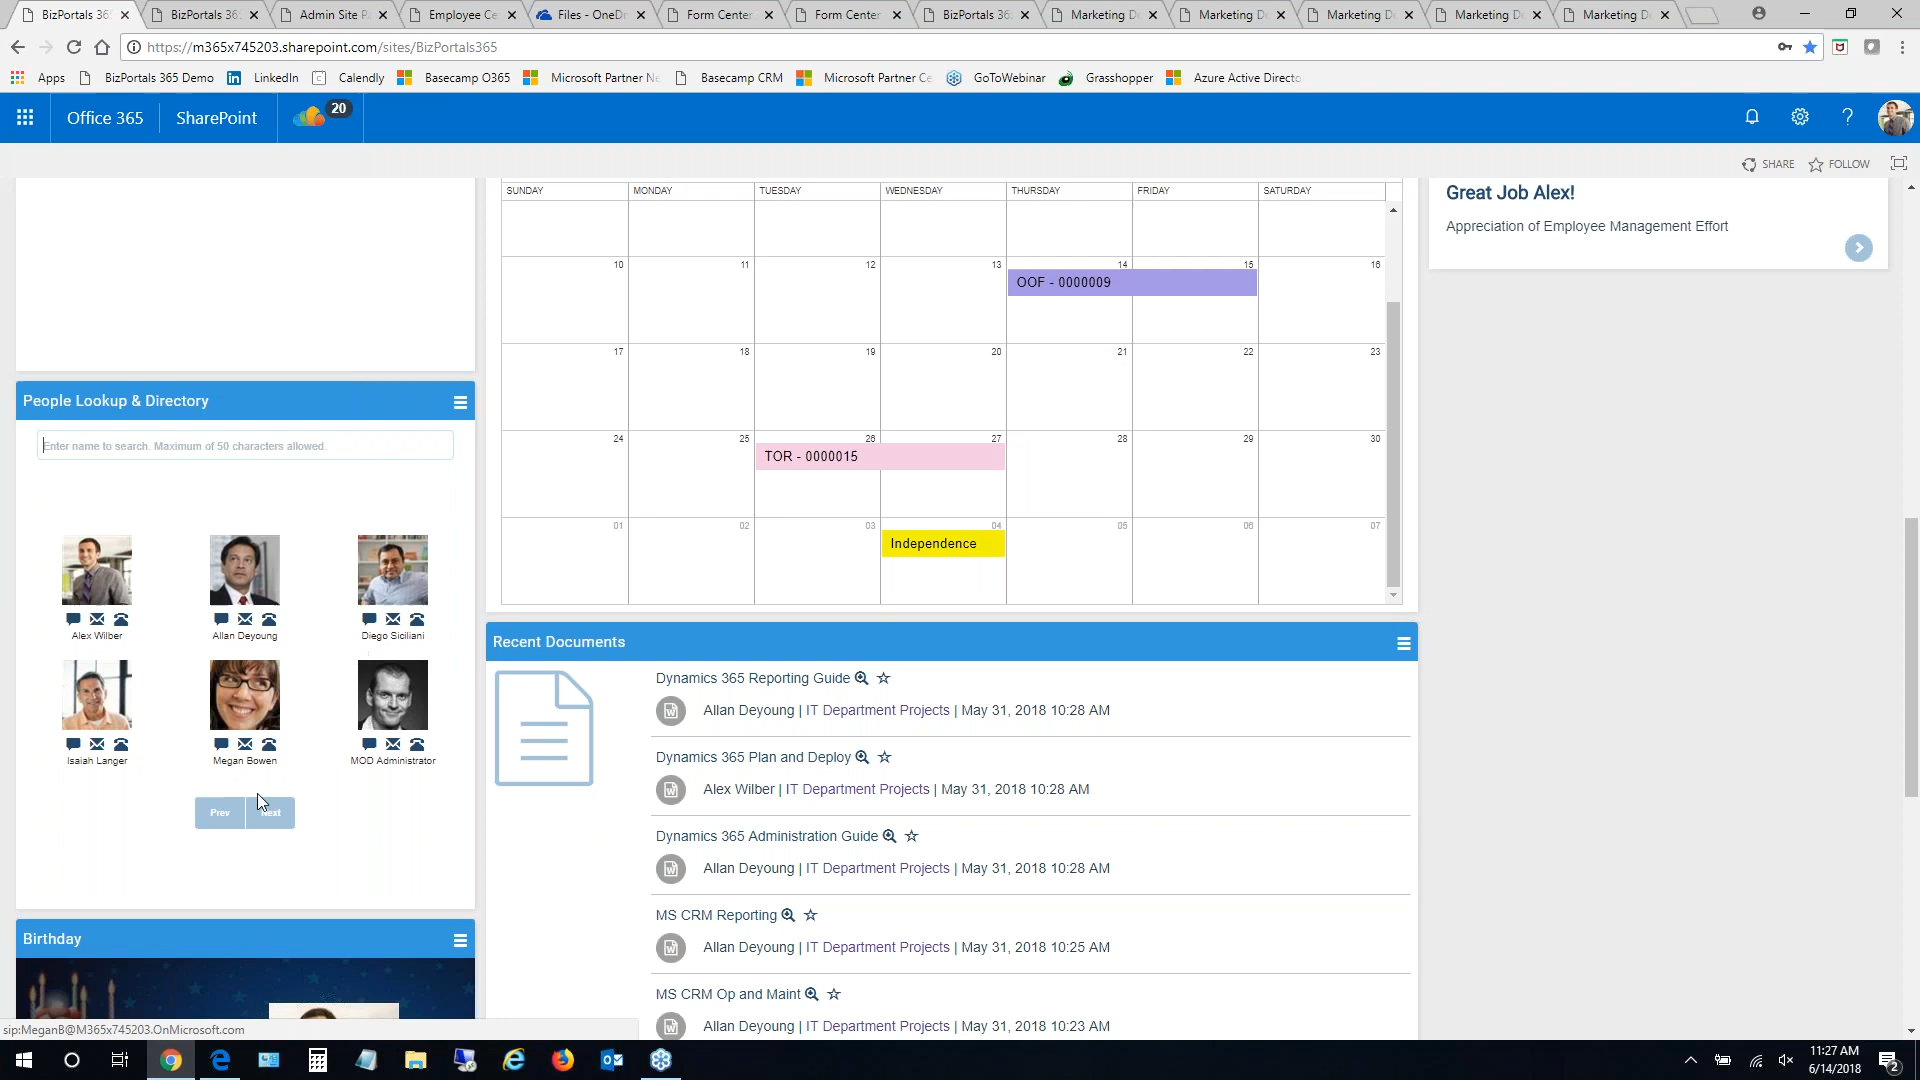 BizPortals 36
BizPortals 36
Admin Site P
Employee Ce
Files - OneDr
Form Center
Form Center
BizPortals 36
Marketing D
Marketing D
Marketing D
Marketing D
Marketing D
https://m365x745203.sharepoint.com/sites/BizPortals365
Apps
BizPortals 365 Demo
LinkedIn
Calendly
Basecamp O365
Microsoft Partner Ne
Basecamp CRM
Microsoft Partner Ce
GoToWebinar
Grasshopper
Azure Active Directo
Office 365
SharePoint
20
SHARE
FOLLOW
SUNDAY
MONDAY
TUESDAY
WEDNESDAY
THURSDAY
FRIDAY
SATURDAY
10
11
12
13
14
15
16
OOF - 0000009
17
18
19
20
21
22
23
24
25
26
27
28
29
30
TOR - 0000015
01
02
03
04
05
06
07
Independence
Great Job Alex!
Appreciation of Employee Management Effort
People Lookup & Directory
Enter name to search. Maximum of 50 characters allowed.
Alex Wilber
Allan Deyoung
Diego Siciliani
Isaiah Langer
Megan Bowen
MOD Administrator
Prev
Next
Birthday
Recent Documents
Dynamics 365 Reporting Guide
Allan Deyoung | IT Department Projects | May 31, 2018 10:28 AM
Dynamics 365 Plan and Deploy
Alex Wilber | IT Department Projects | May 31, 2018 10:28 AM
Dynamics 365 Administration Guide
Allan Deyoung | IT Department Projects | May 31, 2018 10:28 AM
MS CRM Reporting
Allan Deyoung | IT Department Projects | May 31, 2018 10:25 AM
MS CRM Op and Maint
Allan Deyoung | IT Department Projects | May 31, 2018 10:23 AM
sip:MeganB@M365x745203.OnMicrosoft.com
11:27 AM
6/14/2018
2